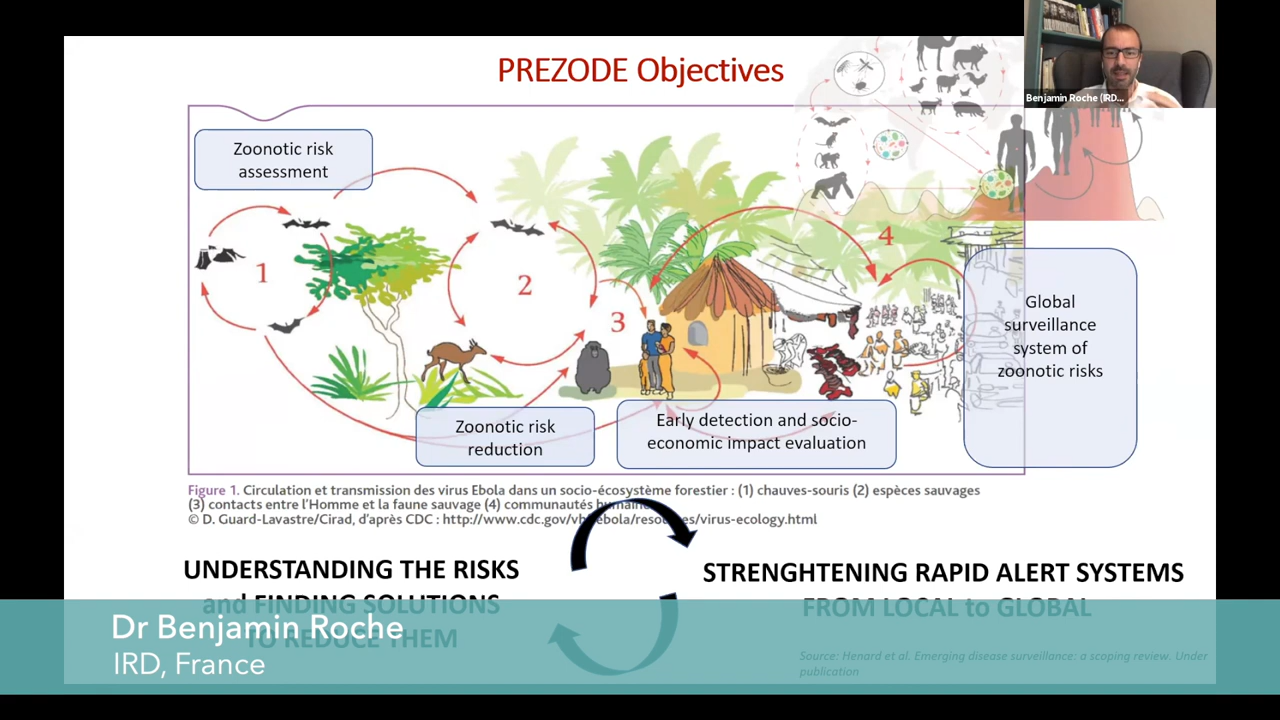 PREZODE Objectives
Benjamin Roche (IRD...
Zoonotic risk
assessment
1
2
3
4
Global
surveillance
system of
zoonotic risks
Zoonotic risk
reduction
Early detection and socio-
economic impact evaluation
Figure 1. Circulation et transmission des virus Ebola dans un socio-écosystème forestier : (1) chauves-souris (2) espèces sauvages
(3) contacts entre l'Homme et la faune sauvage (4) communautés humaines
© D. Guard-Lavastre/Cirad, d'après CDC : http://www.cdc.gov/vhf/ebola/resources/virus-ecology.html
UNDERSTANDING THE RISKS
and FINDING SOLUTIONS
TO REDUCE THEM
STRENGHTENING RAPID ALERT SYSTEMS
FROM LOCAL to GLOBAL
Dr Benjamin Roche
IRD, France
Source: Henard et al. Emerging disease surveillance: a scoping review. Under
publication